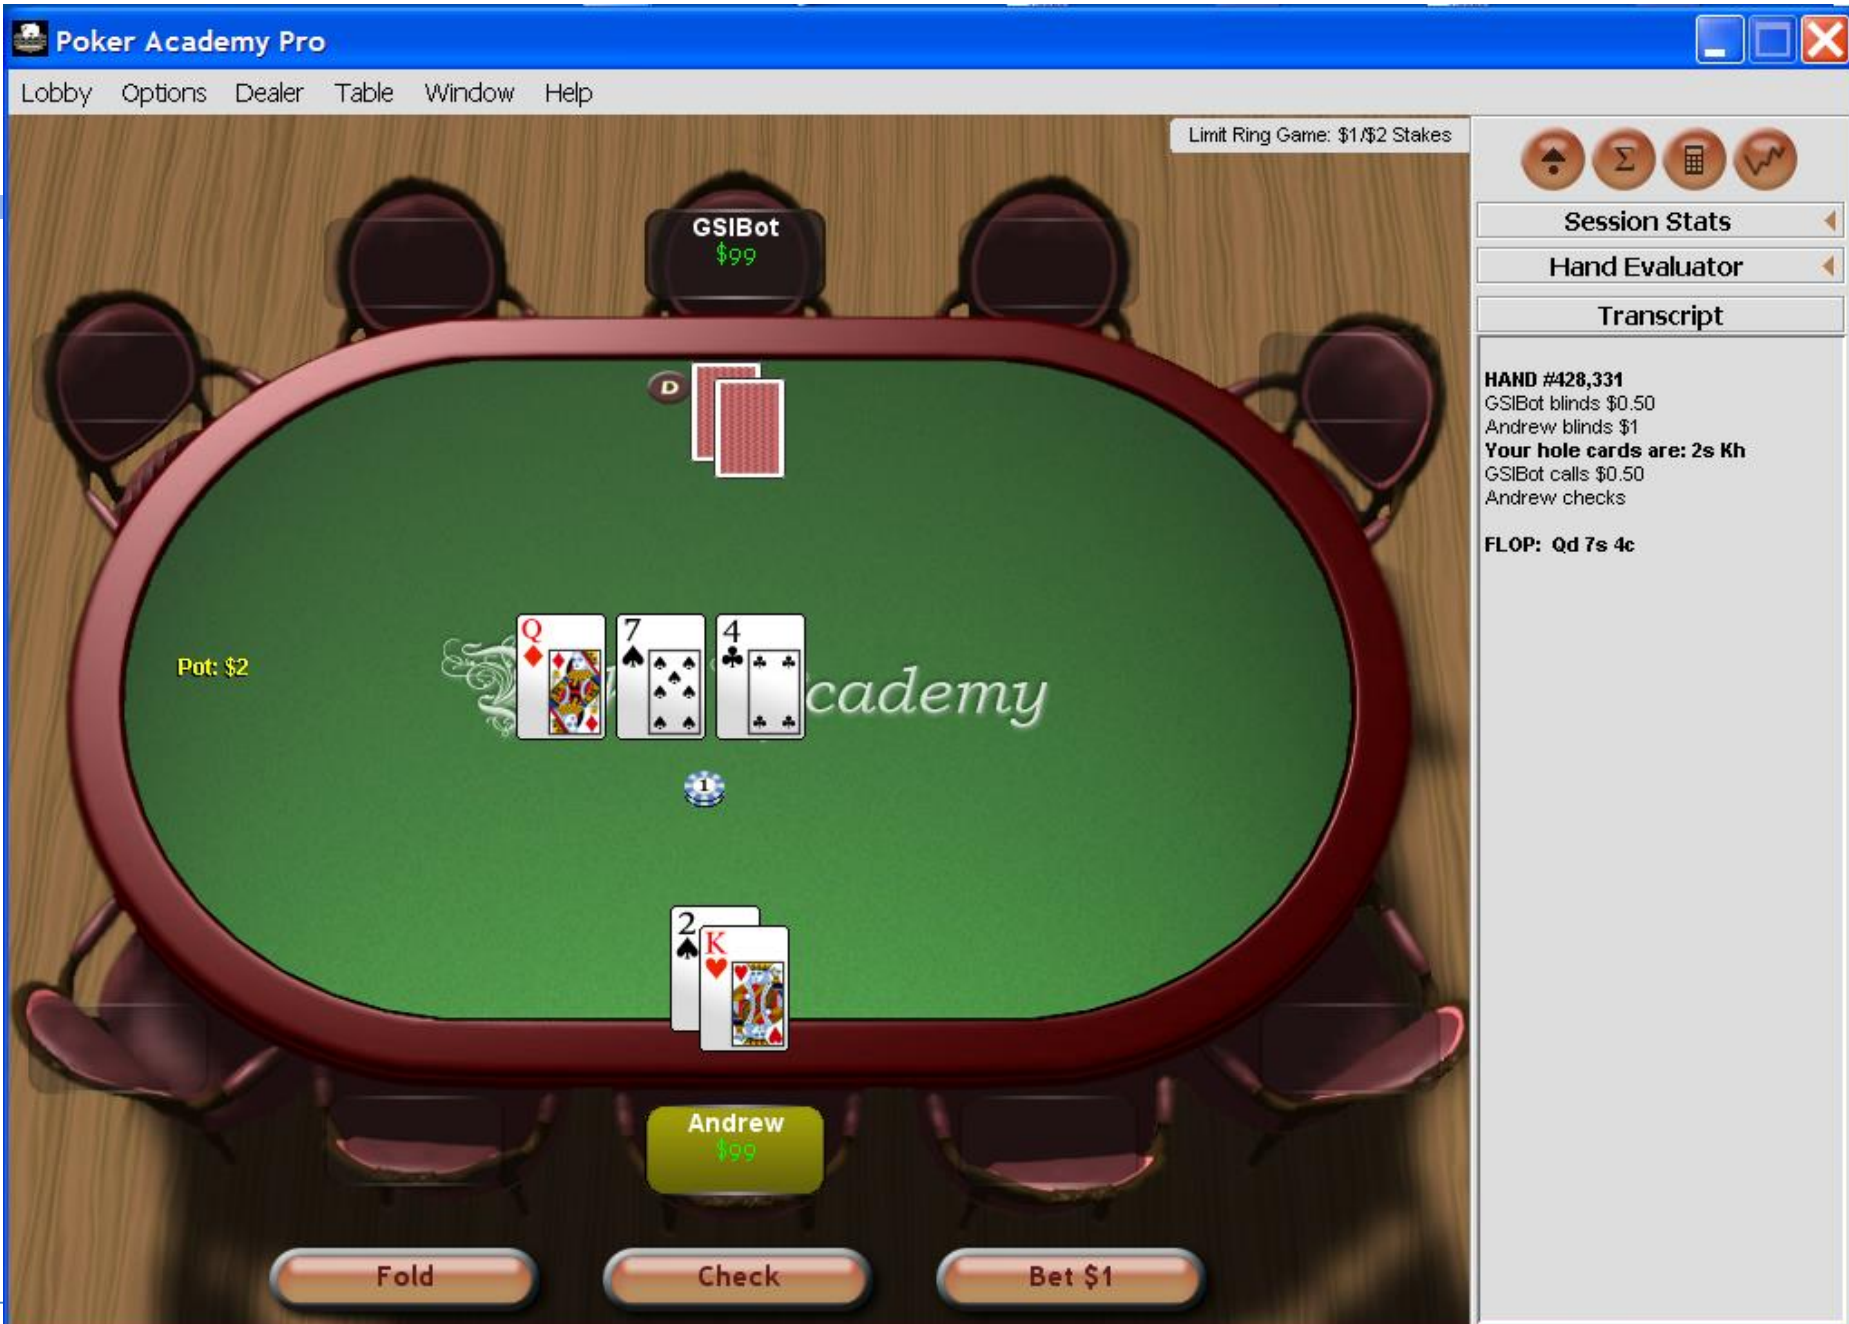 Poker Academy Pro
Lobby Options Dealer Table Window Help
Limit Ring Game: $1/$2 Stakes
Σ
GSIBot
$99
Session Stats
Hand Evaluator
Transcript
HAND #428,331
GSIBot blinds $0.50
Andrew blinds $1
Your hole cards are: 2s Kh
GSIBot calls $0.50
Andrew checks
FLOP: Qd 7s 4c
D
Q 7 4
Pot: $2
cademy
1
2 K
Andrew
$99
Fold Check Bet $1